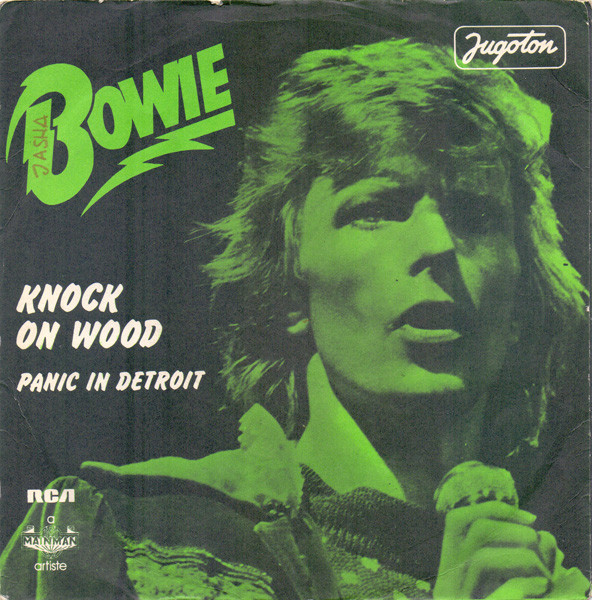 BOWIE
JASHA
Jugoton
KNOCK
ON WOOD
PANIC IN DETROIT
RCA
a
MAINMAN
artiste